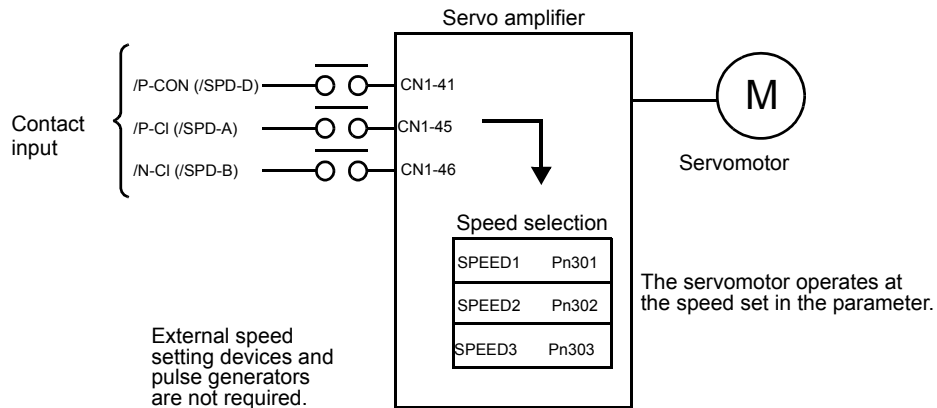 Servo amplifier
Contact
input
/P-CON (/SPD-D)
CN1-41
/P-Cl (/SPD-A)
CN1-45
/N-Cl (/SPD-B)
CN1-46
M
Servomotor
Speed selection
SPEED1 Pn301
SPEED2 Pn302
SPEED3 Pn303
The servomotor operates at
the speed set in the parameter.
External speed
setting devices and
pulse generators
are not required.